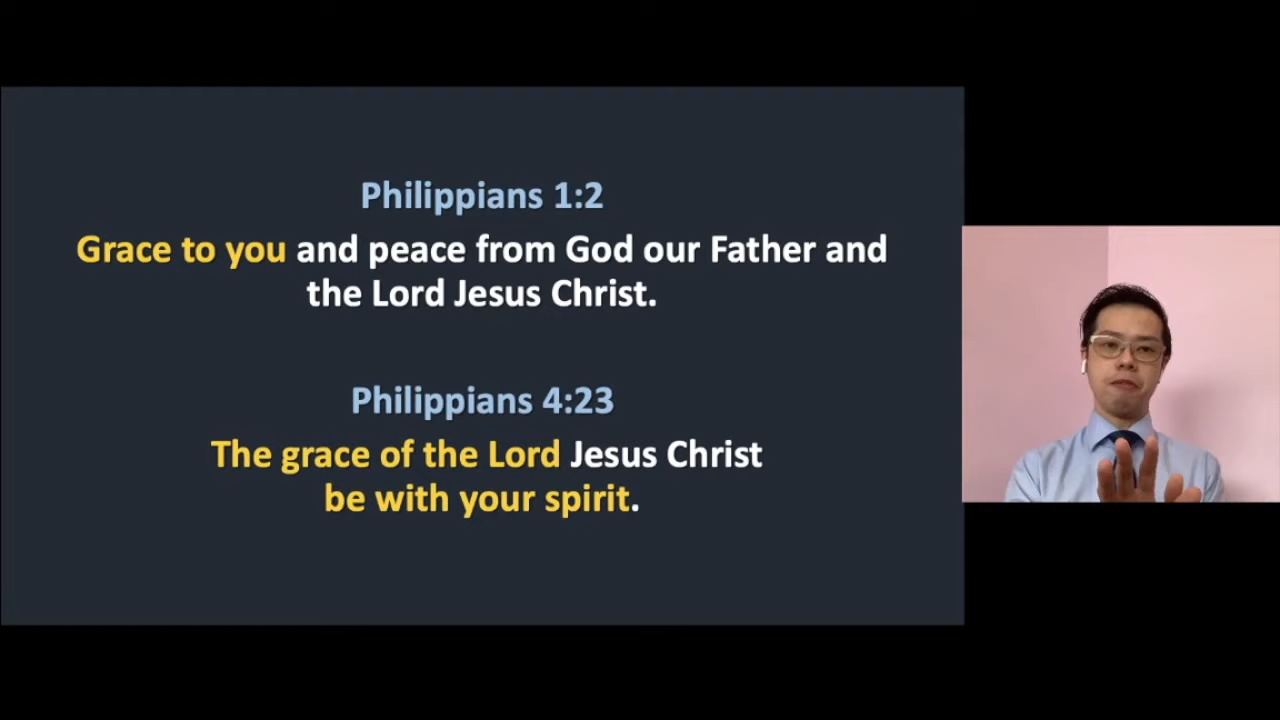 Philippians 1:2
Grace to you and peace from God our Father and
the Lord Jesus Christ.
Philippians 4:23
The grace of the Lord Jesus Christ
be with your spirit.